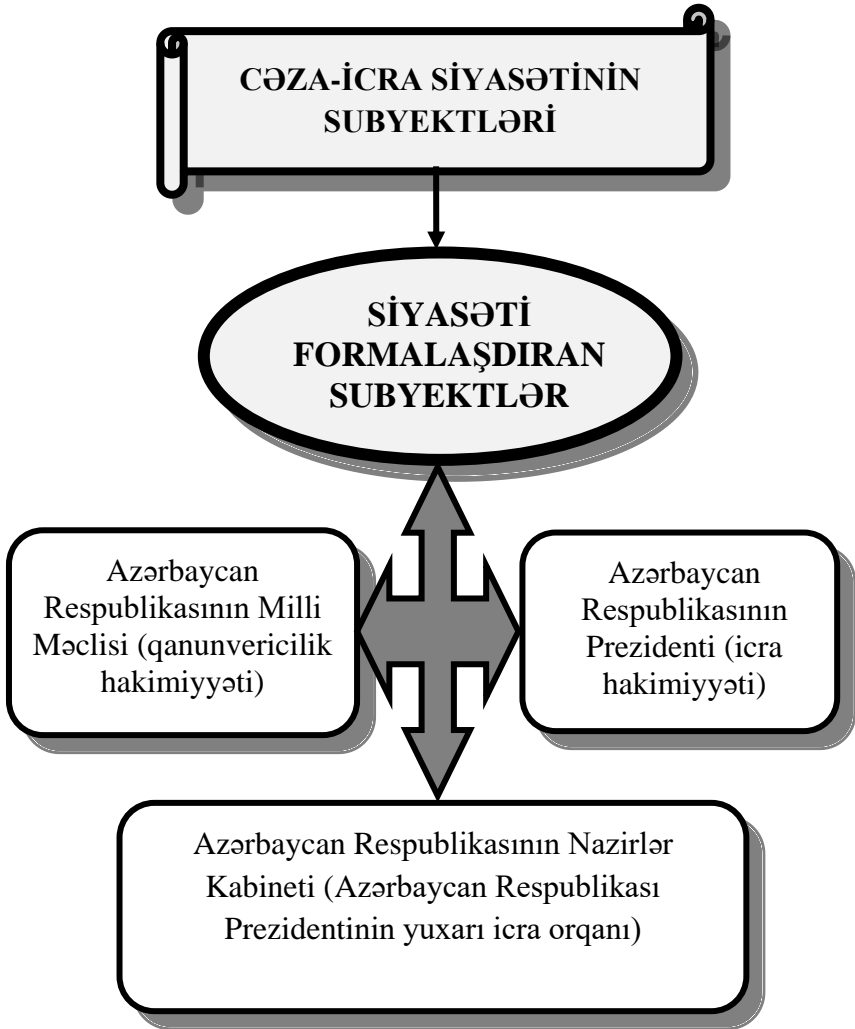 CƏZA-İCRA SİYASƏTİNİN
SUBYEKTLƏRİ
SİYASƏTİ
FORMALAŞDIRAN
SUBYEKTLƏR
Azərbaycan
Respublikasının Milli
Məclisi (qanunvericilik
hakimiyyəti)
Azərbaycan
Respublikasının
Prezidenti (icra
hakimiyyəti)
Azərbaycan Respublikasının Nazirlər
Kabineti (Azərbaycan Respublikası
Prezidentinin yuxarı icra orqanı)